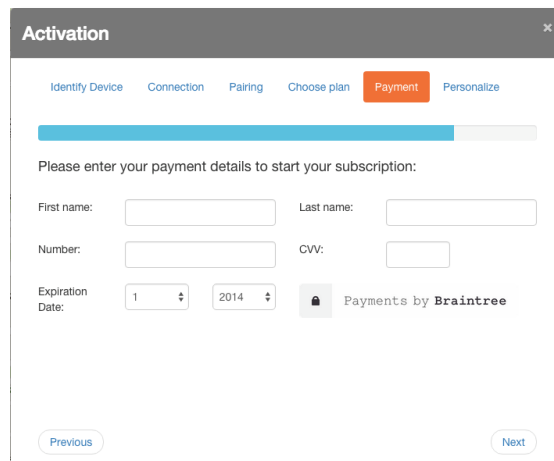 Activation ×
Identify Device Connection Pairing Choose plan Payment Personalize
Please enter your payment details to start your subscription:
First name: Last name:
Number: CVV:
Expiration Date: 1 2014 Payments by Braintree
Previous Next